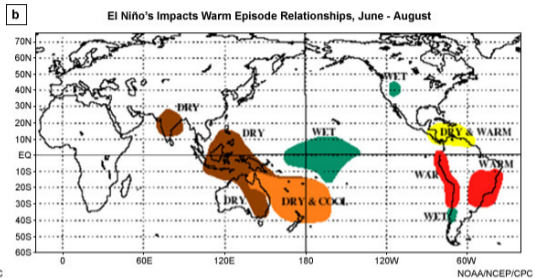 b
El Niño's Impacts Warm Episode Relationships, June - August
70N
60N
50N
40N
30N
20N
10N
EQ
10S
20S
30S
40S
50S
60S
WET
DRY
DRY
WET
DRY & WARM
WAR
WARM
DRY
DRY & COOL
WET
0
60E
120E
180
120W
60W
C
NOAA/NCEP/CPC